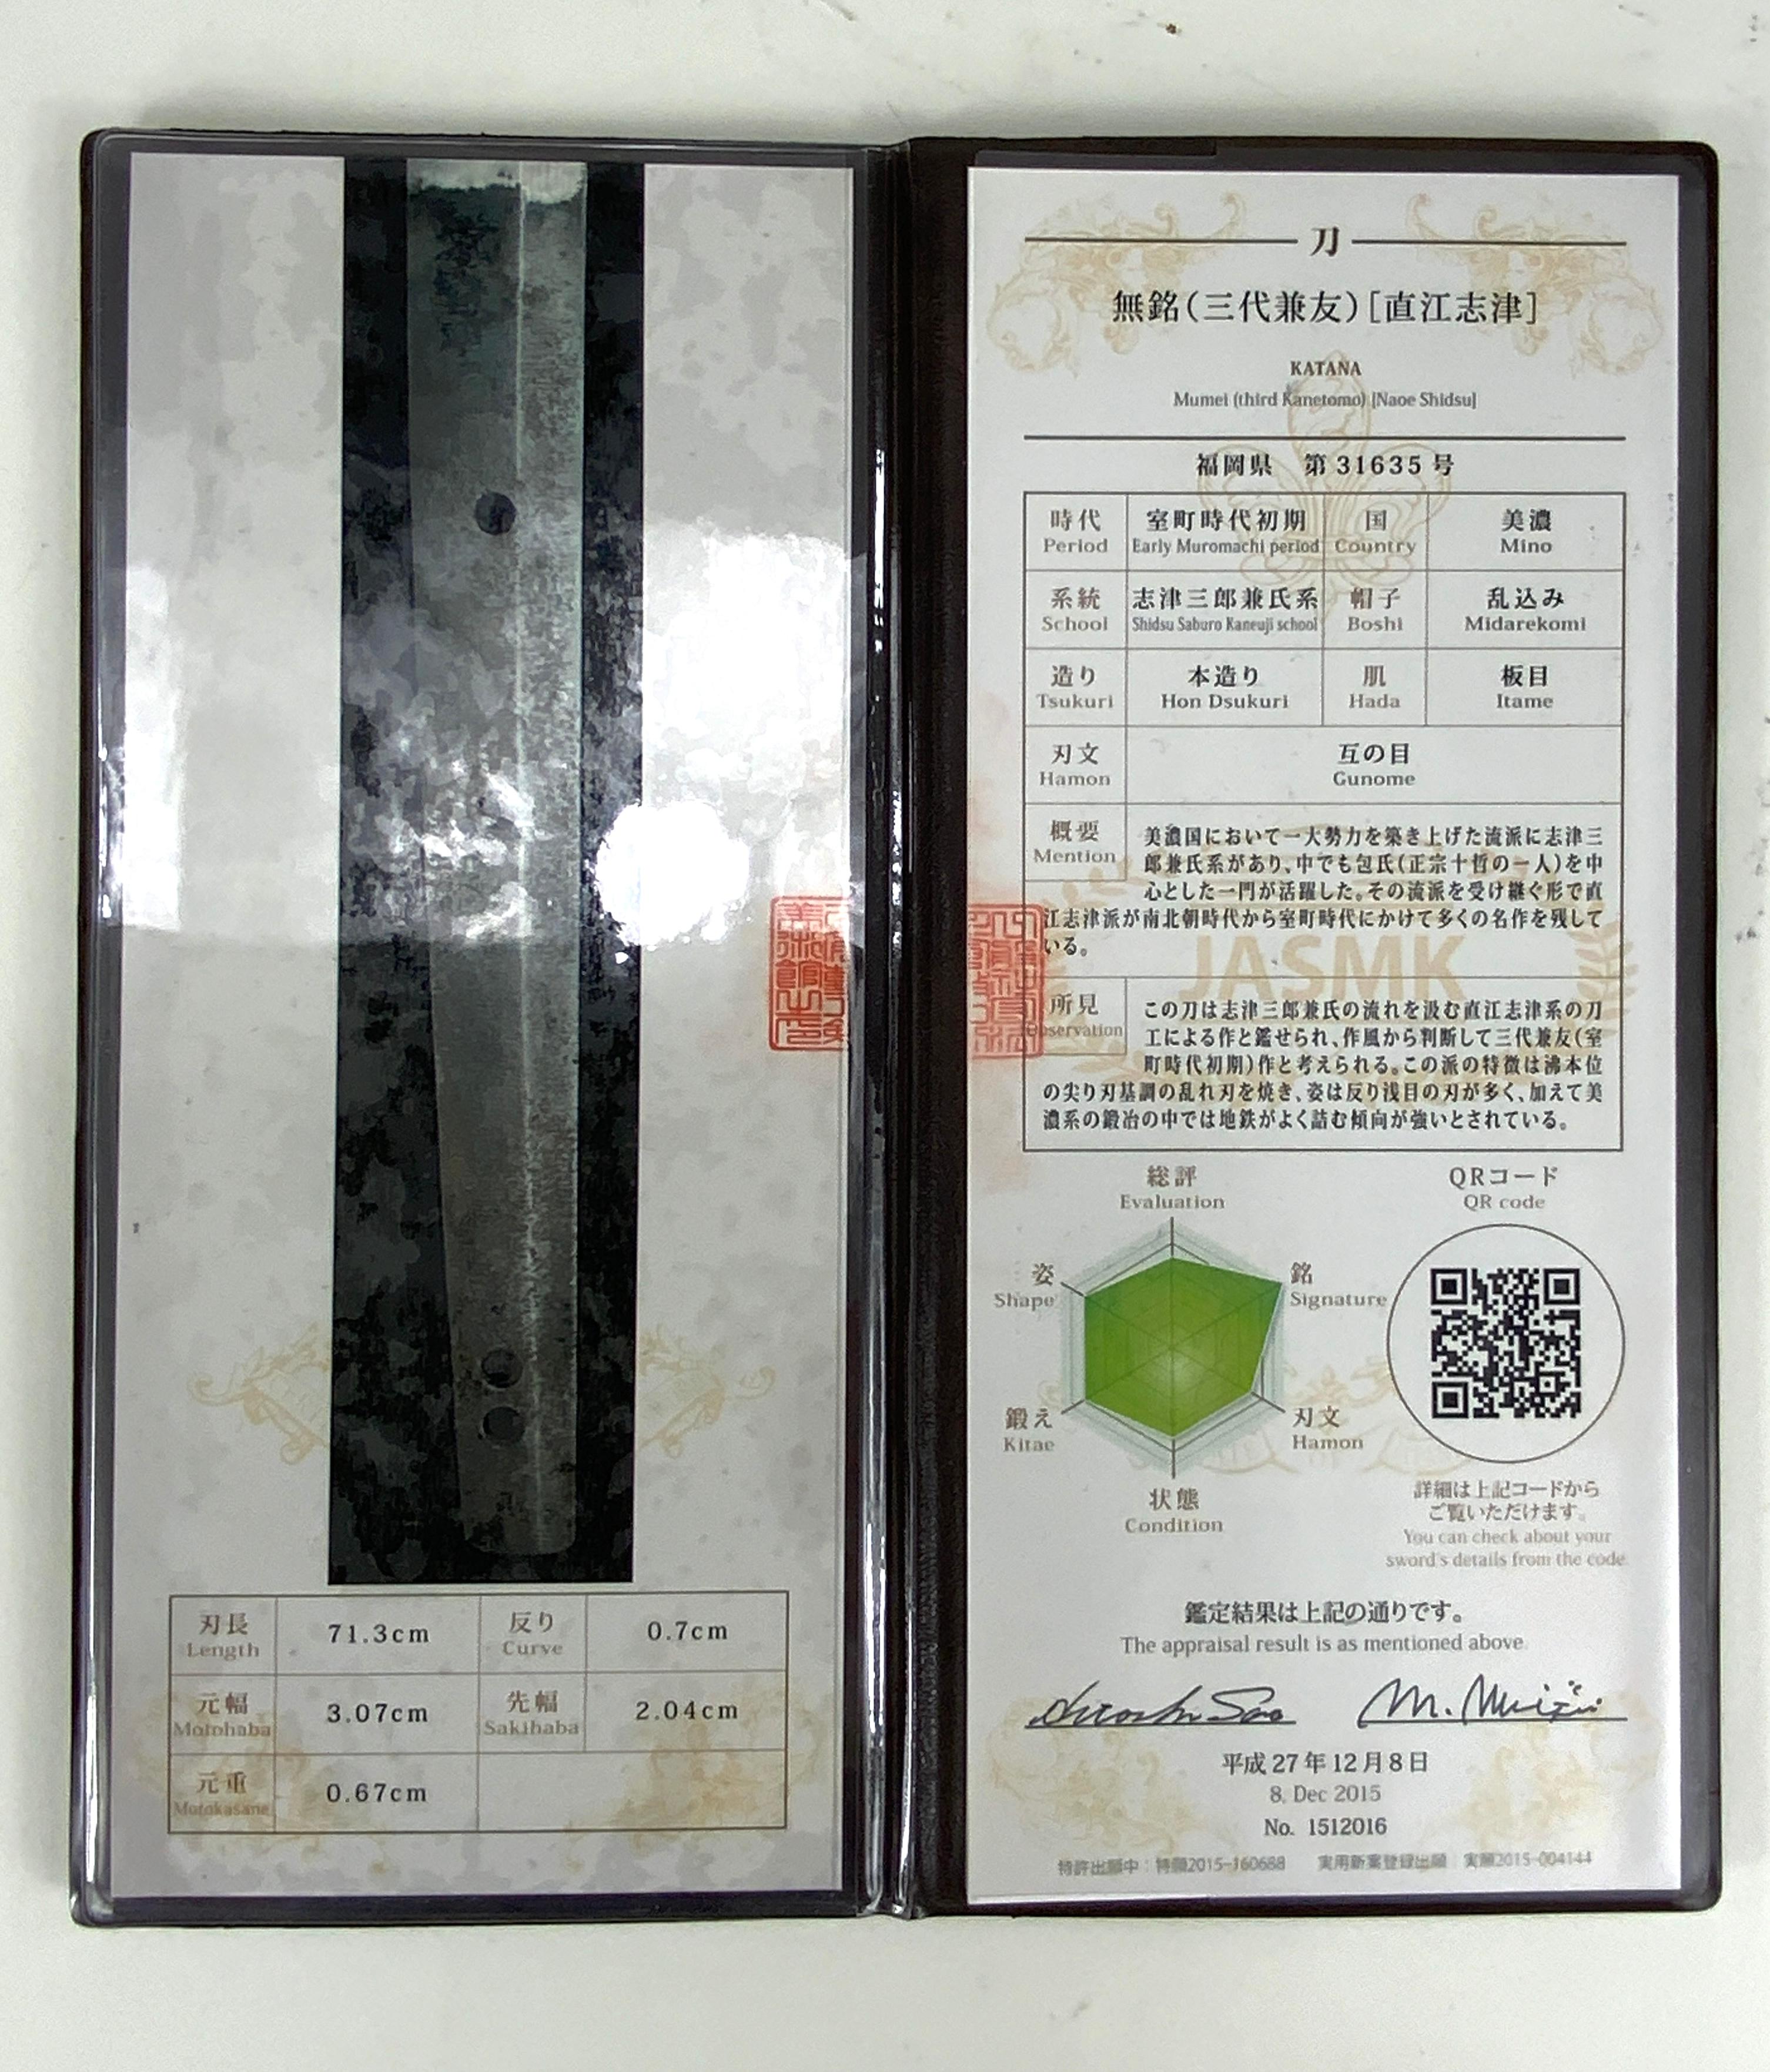 刃長
Length
71.3cm
反り
Curve
0.7cm
元幅
Motohaba
3.07cm
先幅
Sakihaba
2.04cm
元重
Motokasane
0.67cm
刀
無銘(三代兼友)[直江志津]
KATANA
Mumei (third Kanetomo) [Naoe Shidsu]
福岡県 第31635号
時代
Period
室町時代初期
Early Muromachi period
国
Country
美濃
Mino
系統
School
志津三郎兼氏系
Shidsu Saburo Kaneuji school
帽子
Boshi
乱込み
Midarekomi
造り
Tsukuri
本造り
Hon Dsukuri
肌
Hada
板目
Itame
刃文
Hamon
互の目
Gunome
概要
Mention
美濃国において一大勢力を築き上げた流派に志津三
郎兼氏系があり、中でも包氏(正宗十哲の一人)を中
心とした一門が活躍した。その流派を受け継ぐ形で直
江志津派が南北朝時代から室町時代にかけて多くの名作を残して
いる。
JASMK
所見
Observation
この刀は志津三郎兼氏の流れを汲む直江志津系の刀
工による作と鑑せられ、作風から判断して三代兼友(室
町時代初期)作と考えられる。この派の特徴は沸本位
の尖り刃基調の乱れ刃を焼き、姿は反り浅目の刃が多く、加えて美
濃系の鍛冶の中では地鉄がよく詰む傾向が強いとされている。
総評
Evaluation
姿
Shape
銘
Signature
鍛え
Kitae
刃文
Hamon
状態
Condition
QRコード
QR code
詳細は上記コードから
ご覧いただけます。
You can check about your
sword's details from the code.
鑑定結果は上記の通りです。
The appraisal result is as mentioned above.
平成27年12月8日
8, Dec 2015
No. 1512016
特許出願中:特願2015-160688 実用新案登録出願 実願2015-004144